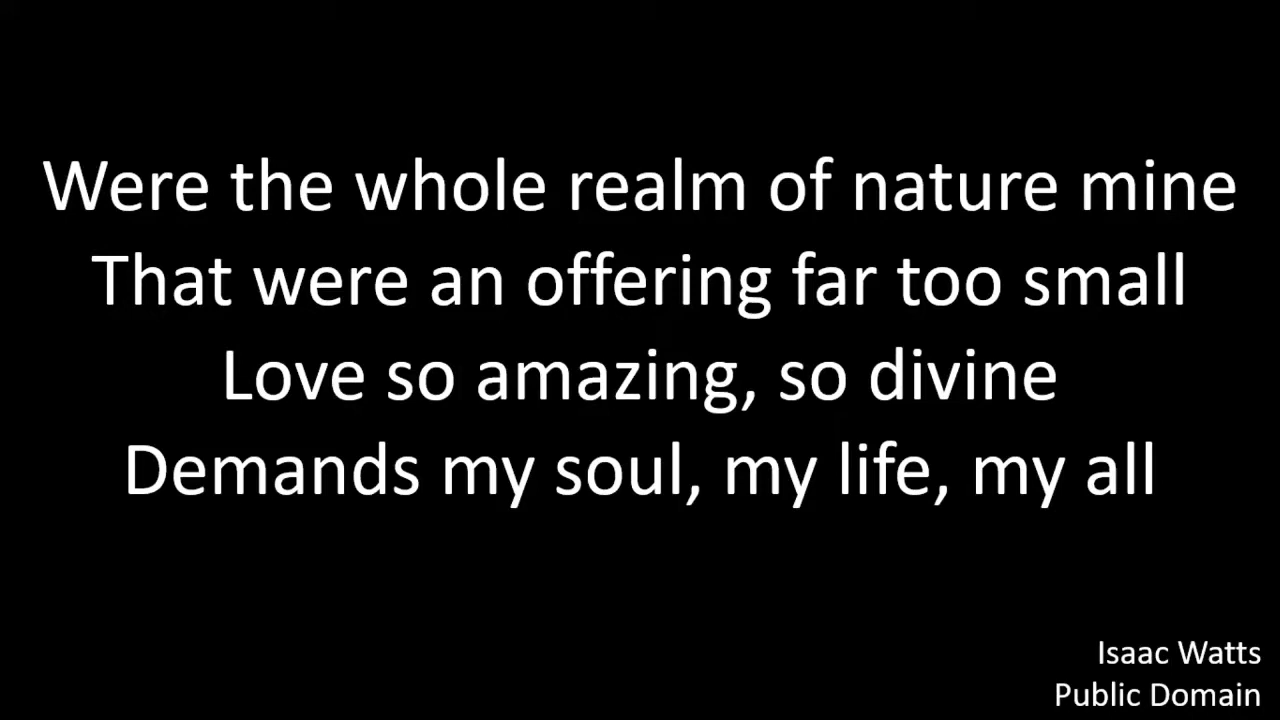 Were the whole realm of nature mine
That were an offering far too small
Love so amazing, so divine
Demands my soul, my life, my all
Isaac Watts
Public Domain